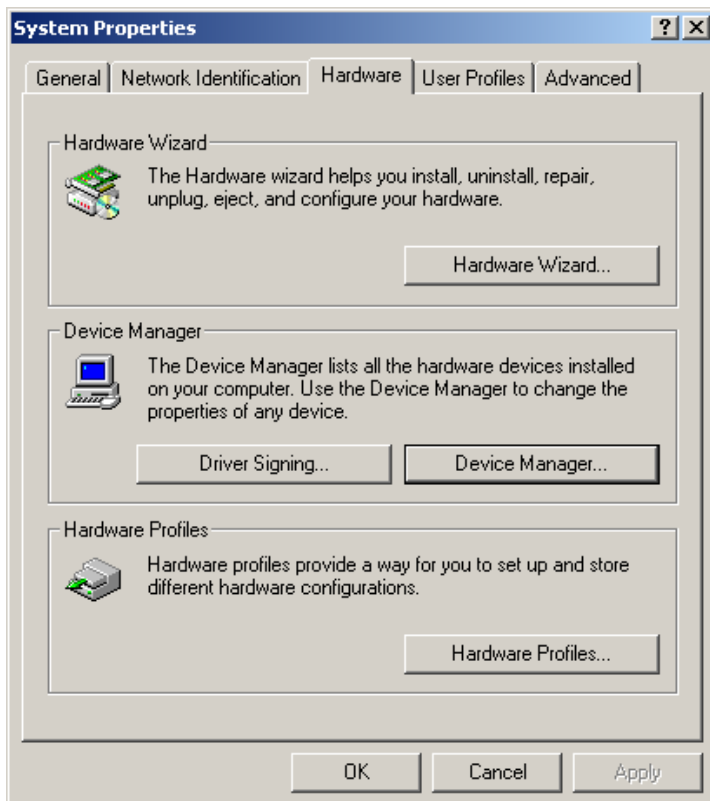 System Properties
General Network Identification Hardware User Profiles Advanced
Hardware Wizard
The Hardware wizard helps you install, uninstall, repair,
unplug, eject, and configure your hardware.
Hardware Wizard...
Device Manager
The Device Manager lists all the hardware devices installed
on your computer. Use the Device Manager to change the
properties of any device.
Driver Signing... Device Manager...
Hardware Profiles
Hardware profiles provide a way for you to set up and store
different hardware configurations.
Hardware Profiles...
OK Cancel Apply